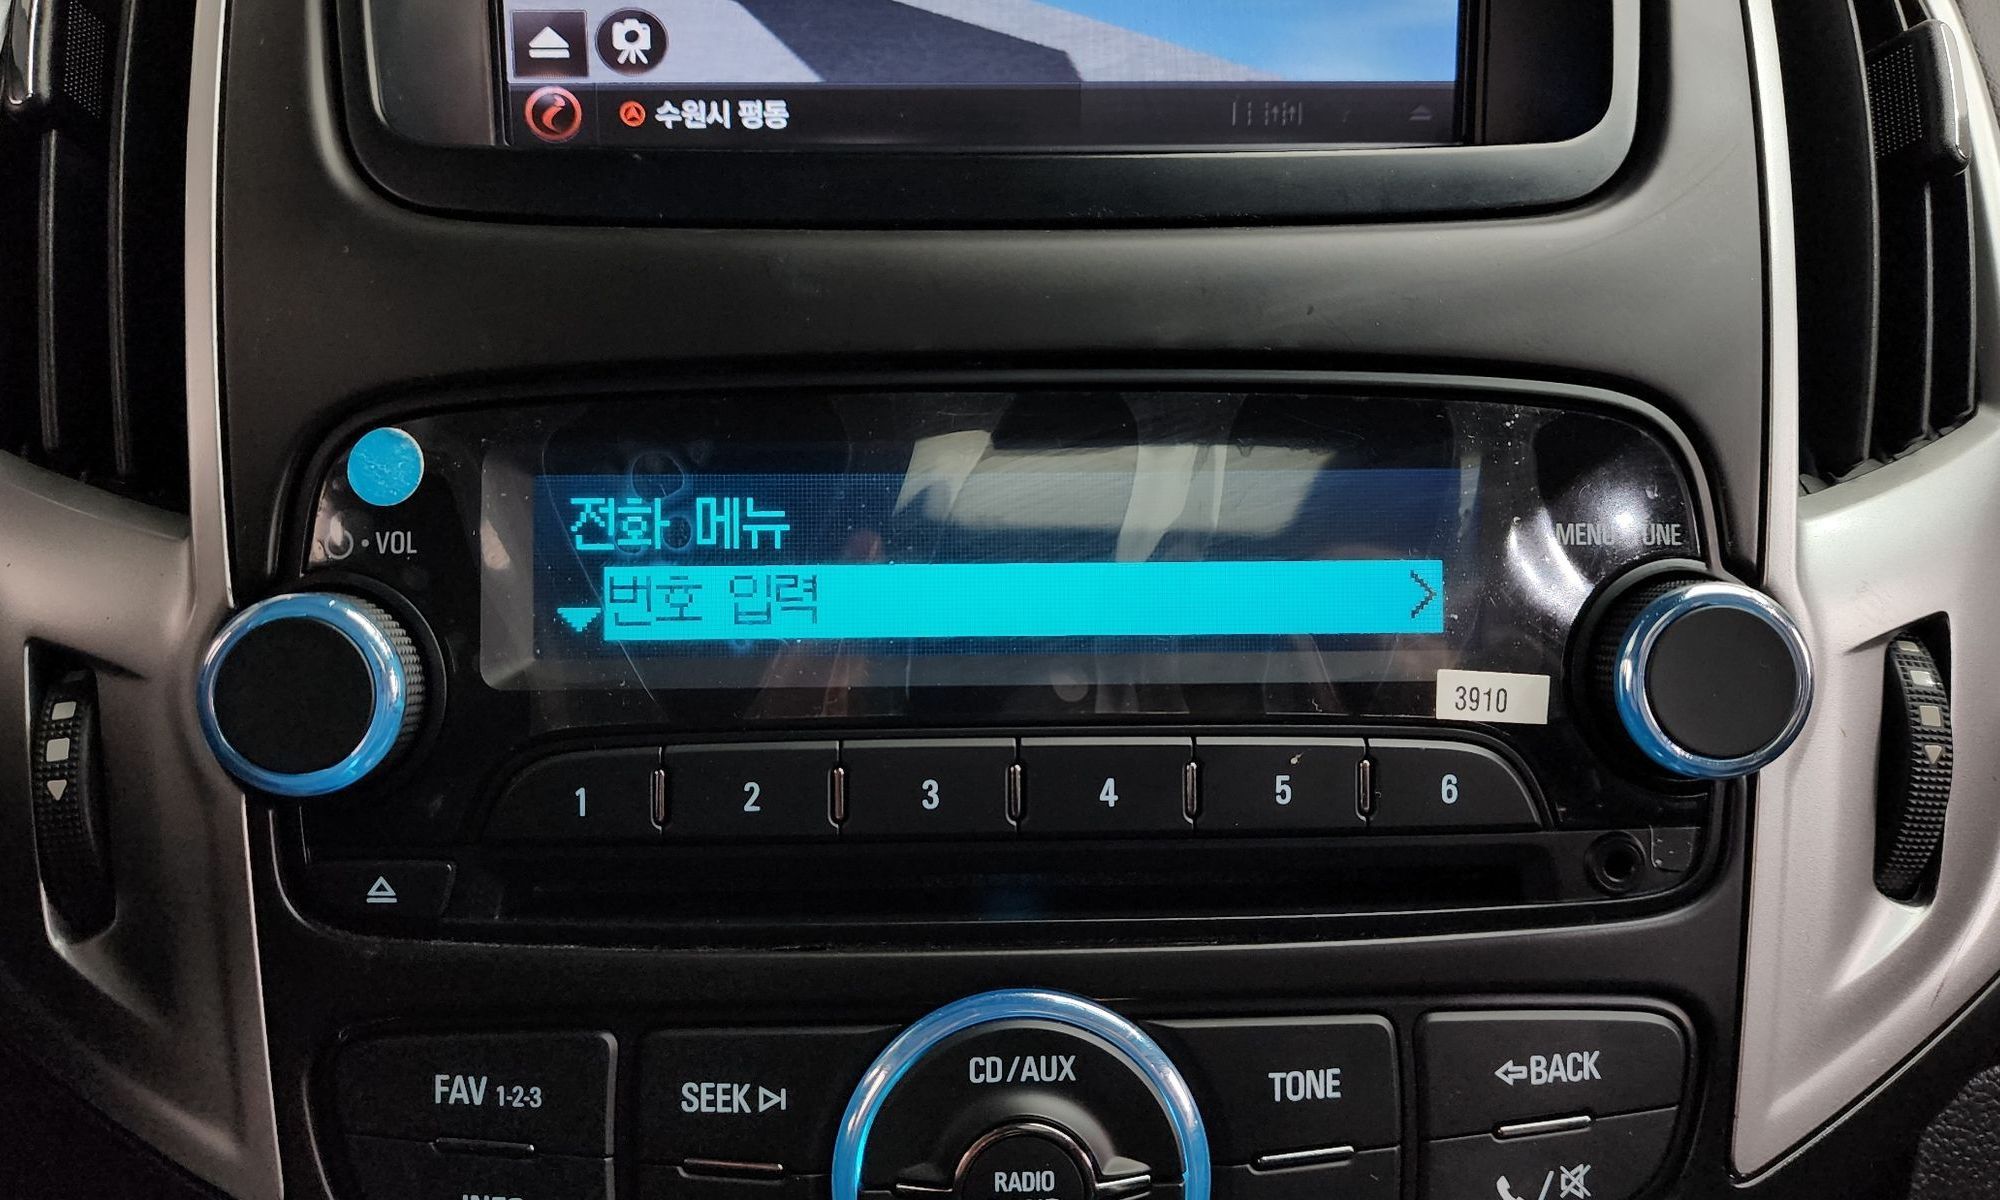 수원시 평동
VOL
전화 메뉴
번호 입력 >
MENU TUNE
3910
1 2 3 4 5 6
FAV 1-2-3
SEEK
CD/AUX
TONE
BACK
RADIO